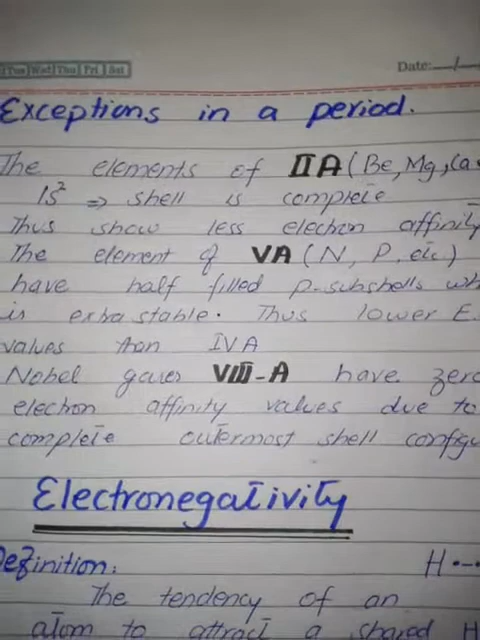 Tue Wed Thu Fri Sat
Date:__/__
Exceptions in a period.
The elements of IIA (Be, Mg, Ca
1s² ⇒ shell is complete
Thus show less electron affinity
The element of VA (N, P, etc)
have half filled p-subshells wh
is extra stable. Thus lower E.
values than IVA
Nobel gases VIII-A have zero
electron affinity values due to
complete outermost shell configu
Electronegativity
Definition:
H •–•
The tendency of an
atom to attract a shared